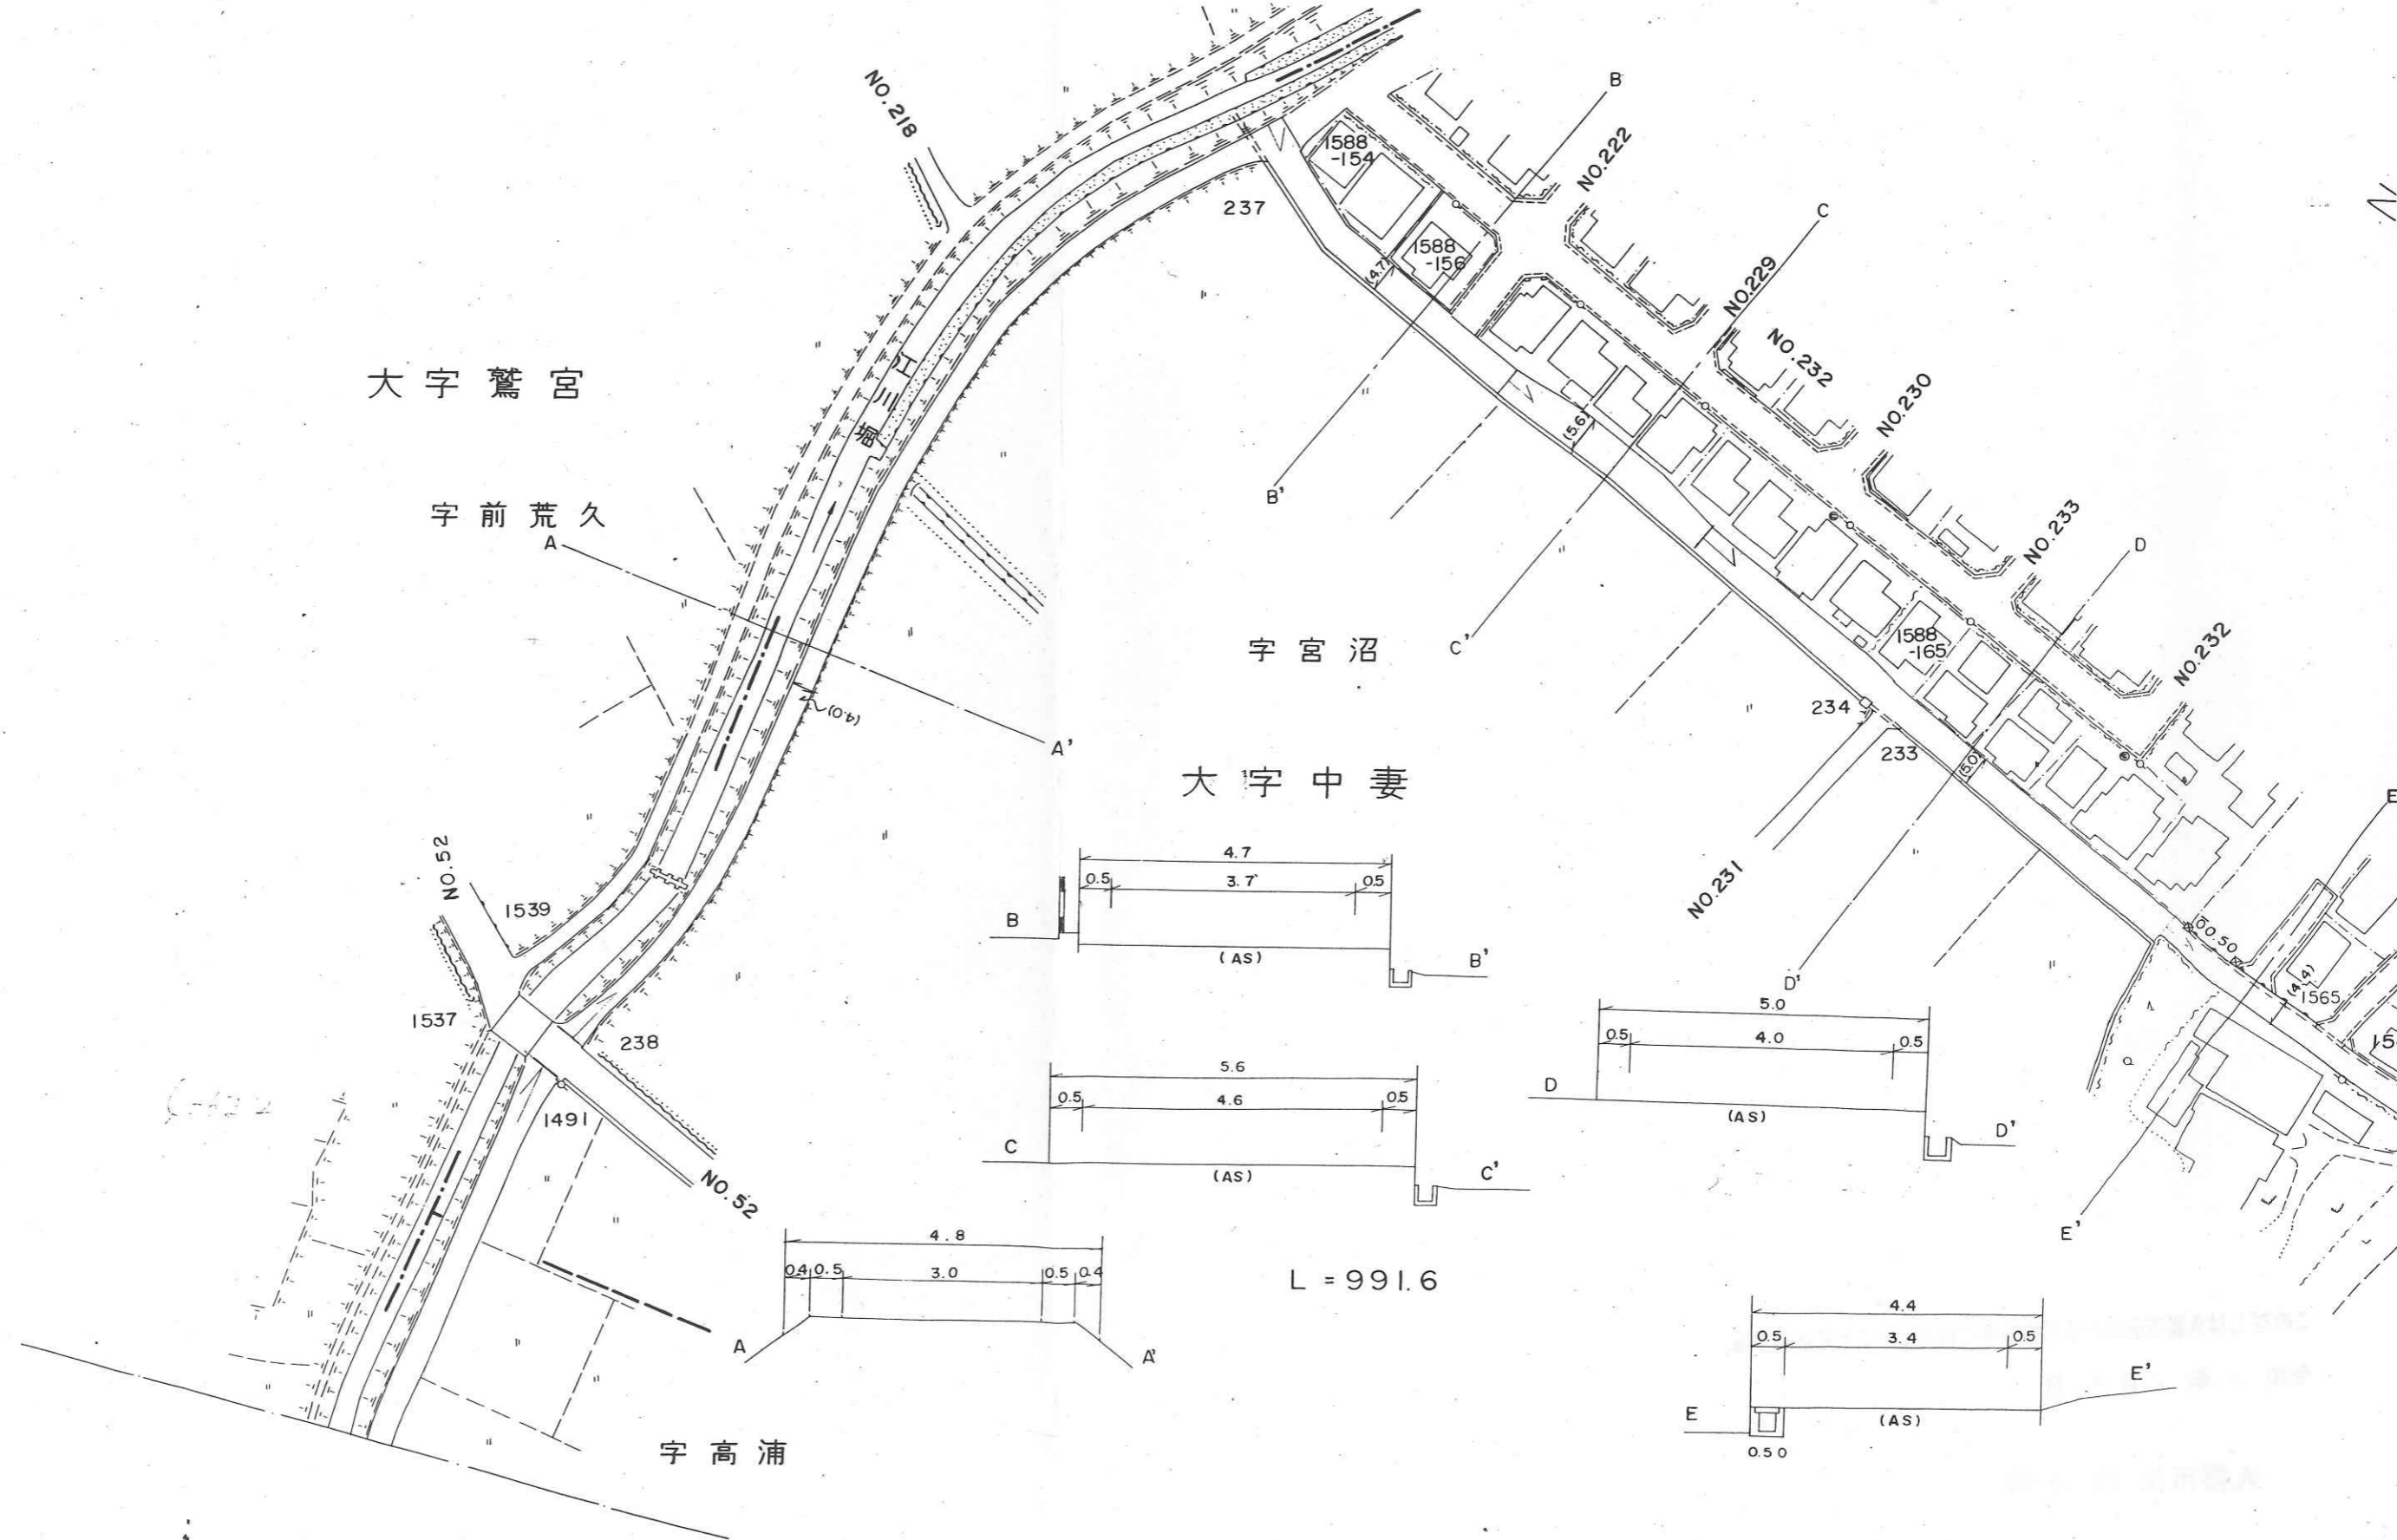 NO.218
B
NO.222
1588
-154
237
C
1588
-156
(4.7)
NO.229
大字鷲宮
NO.232
江川堀
NO.230
(5.6)
B'
字前荒久
A
NO.233
D
字宮沼
C'
1588
-165
NO.232
(4.0)
234
A'
233
(5.0)
大字中妻
E
NO.52
1539
NO.231
4.7
0.5 3.7 0.5
B
(AS)
B'
D'
0.50
(4.4)
1565
15
1537
238
5.0
0.5 4.0 0.5
D
(AS)
D'
5.6
0.5 4.6 0.5
C
(AS)
C'
1491
NO.52
E'
4.8
0.4 0.5 3.0 0.5 0.4
A
A'
L=991.6
4.4
0.5 3.4 0.5
E
(AS)
E'
0.50
字高浦